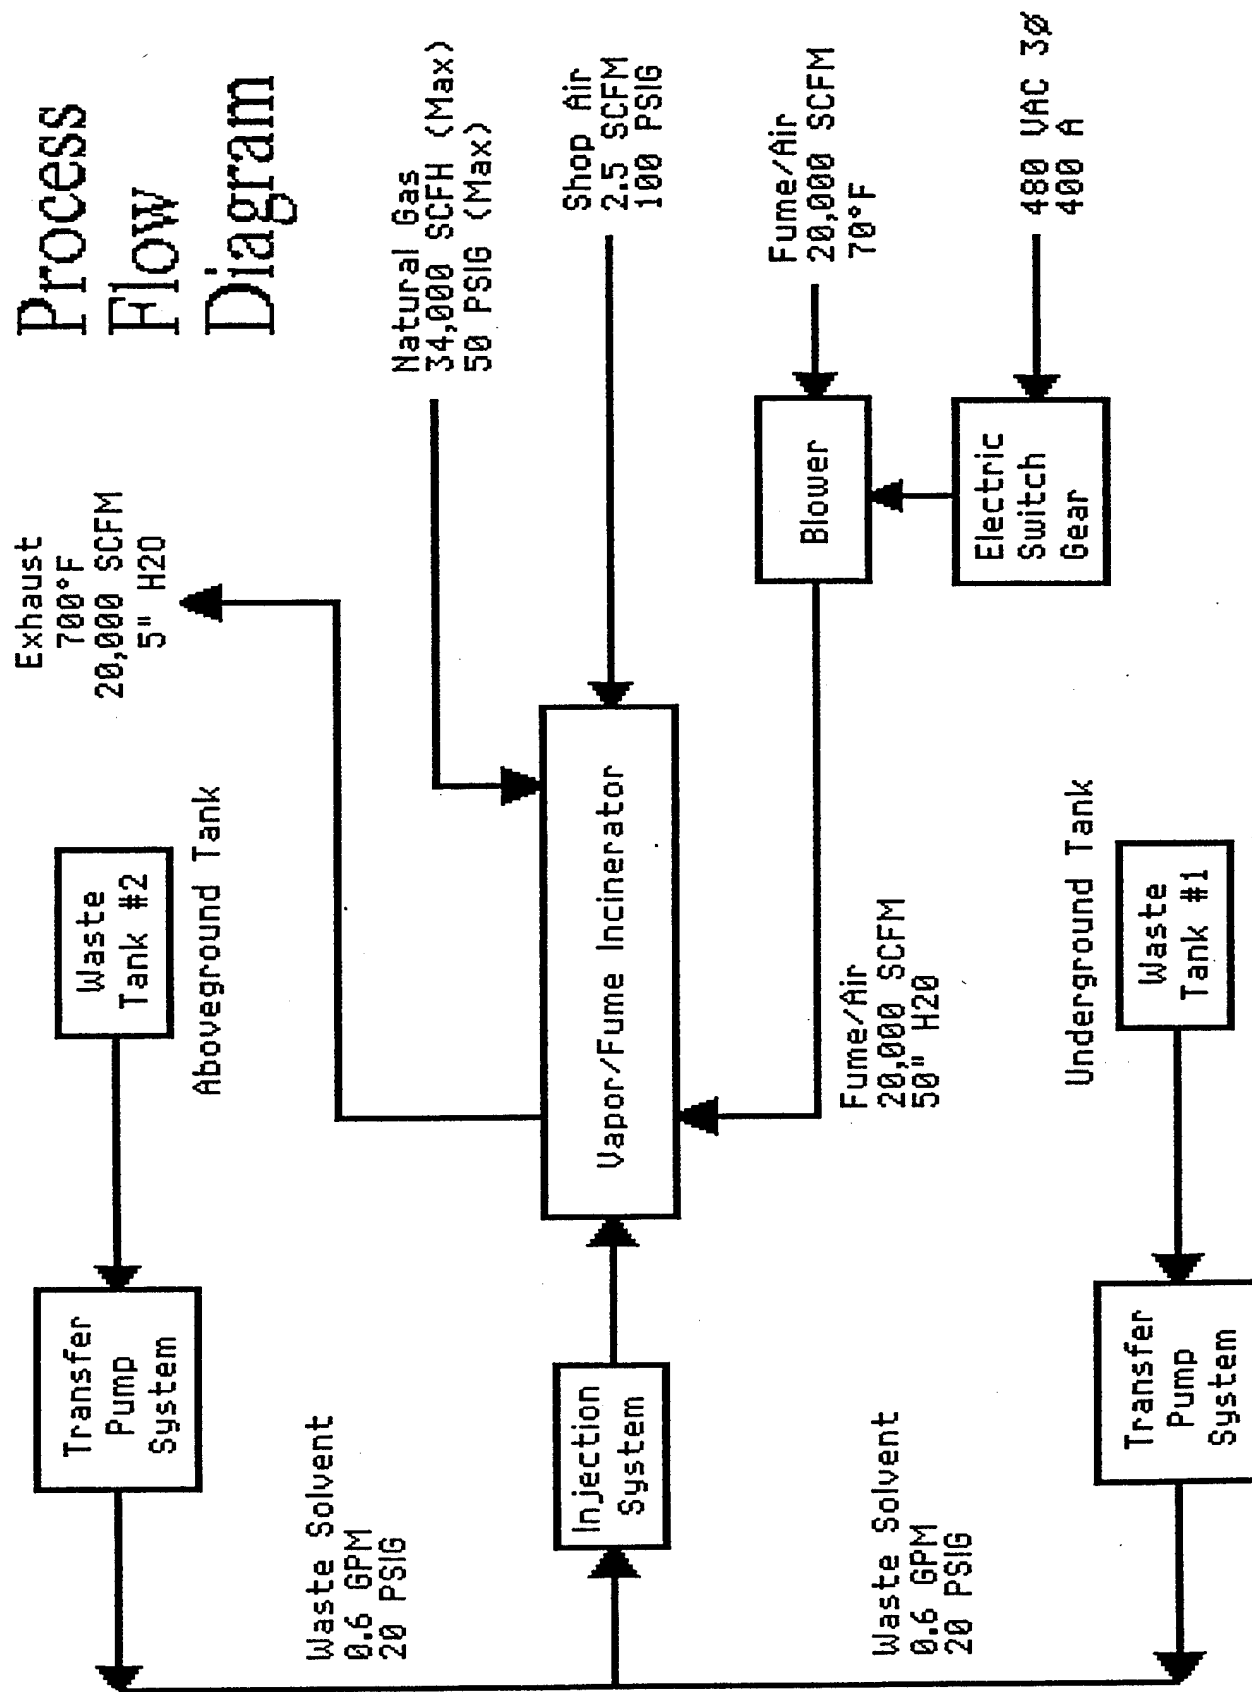 Process
Flow
Diagram
Exhaust
700°F
20,000 SCFM
5" H2O
Natural Gas
34,000 SCFH (Max)
50 PSIG (Max)
Shop Air
2.5 SCFM
100 PSIG
Fume/Air
20,000 SCFM
70°F
480 VAC 3Ø
400 A
Waste
Tank #2
Aboveground Tank
Transfer
Pump
System
Waste Solvent
0.6 GPM
20 PSIG
Injection
System
Vapor/Fume Incinerator
Blower
Electric
Switch
Gear
Fume/Air
20,000 SCFM
50" H20
Waste Solvent
0.6 GPM
20 PSIG
Underground Tank
Waste
Tank #1
Transfer
Pump
System